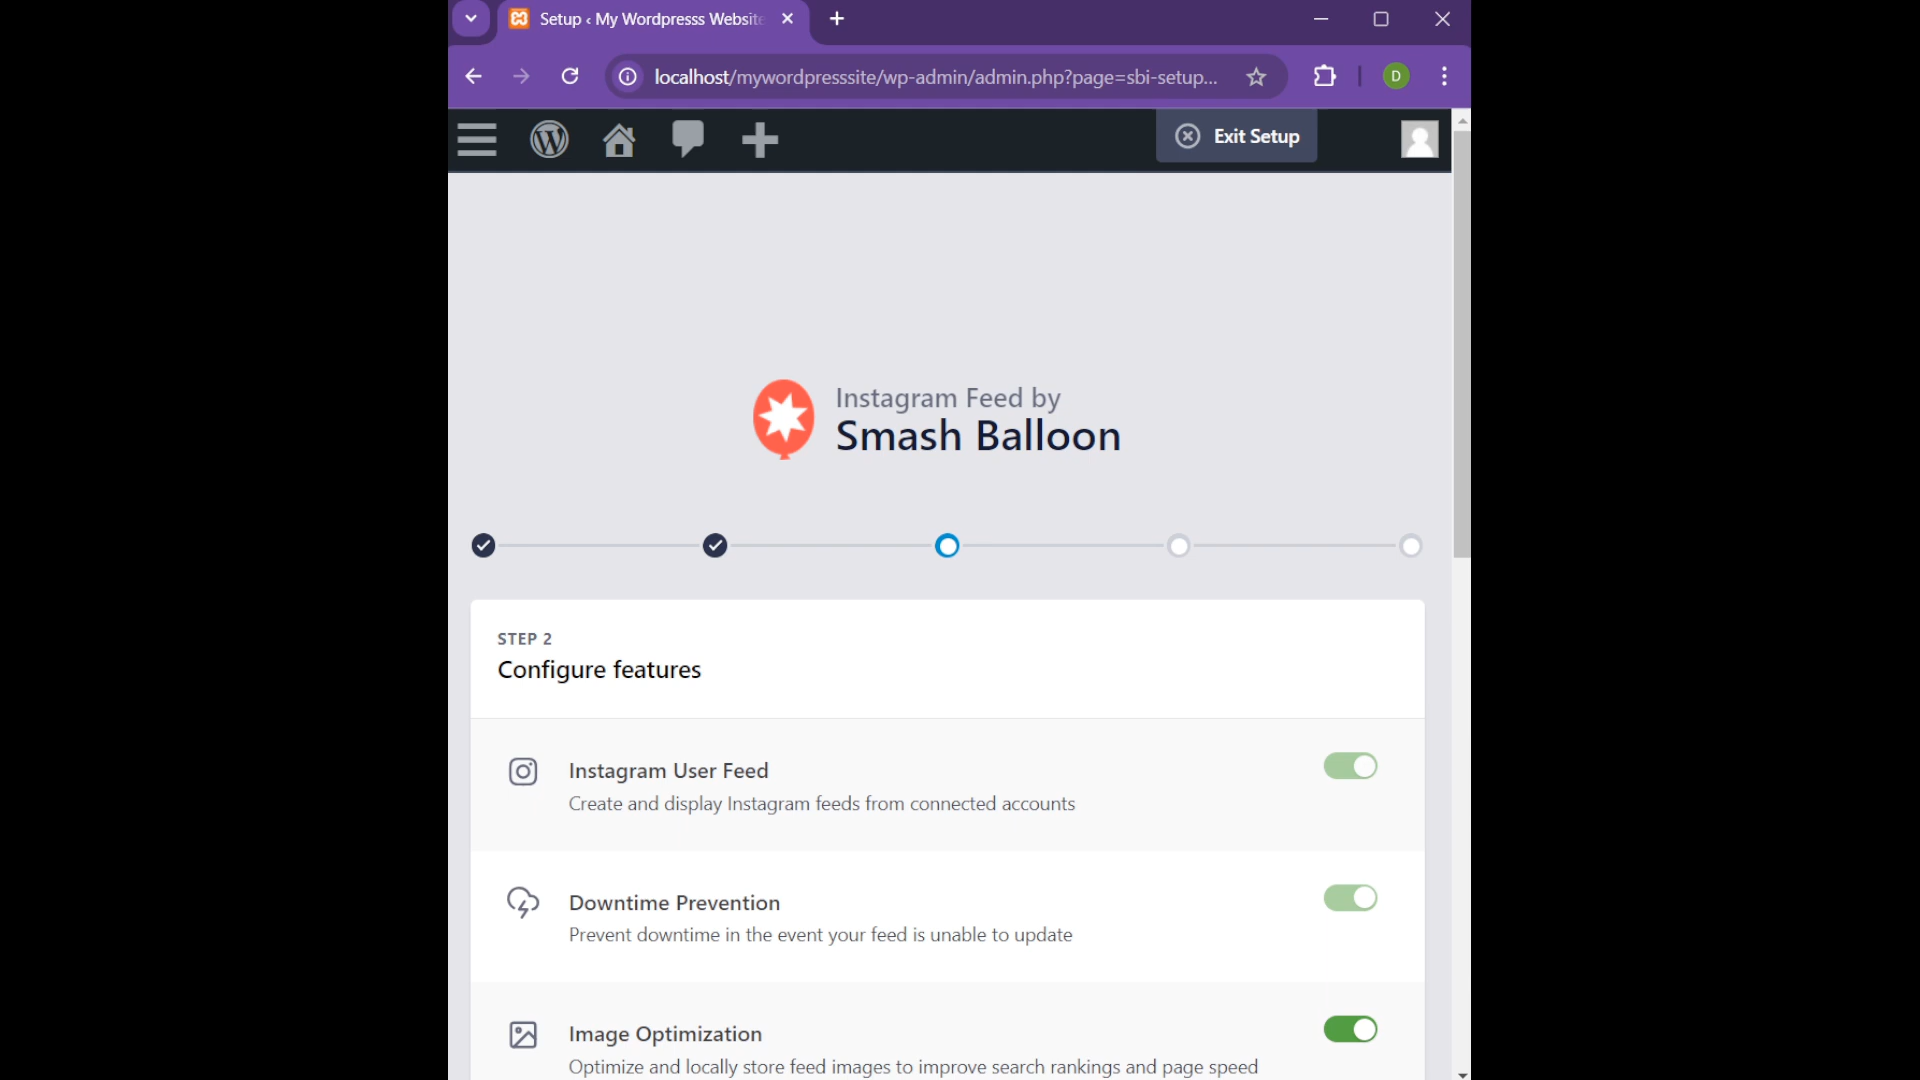 Setup ‹ My Wordpresss Website
localhost/mywordpresssite/wp-admin/admin.php?page=sbi-setup...
D
Exit Setup
Instagram Feed by
Smash Balloon
STEP 2
Configure features
Instagram User Feed
Create and display Instagram feeds from connected accounts
Downtime Prevention
Prevent downtime in the event your feed is unable to update
Image Optimization
Optimize and locally store feed images to improve search rankings and page speed